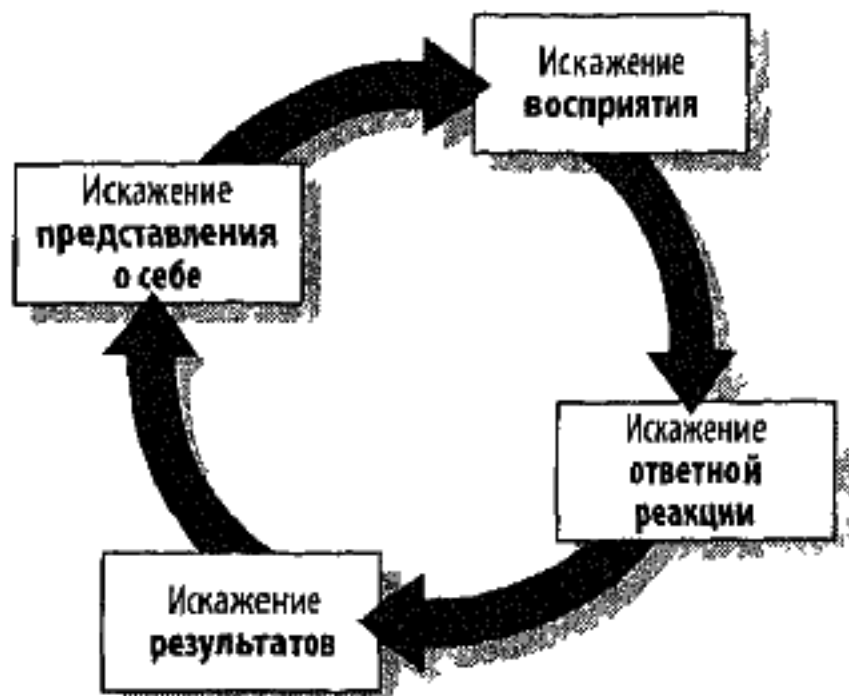 Искажение
восприятия
Искажение
представления
о себе
Искажение
ответной
реакции
Искажение
результатов